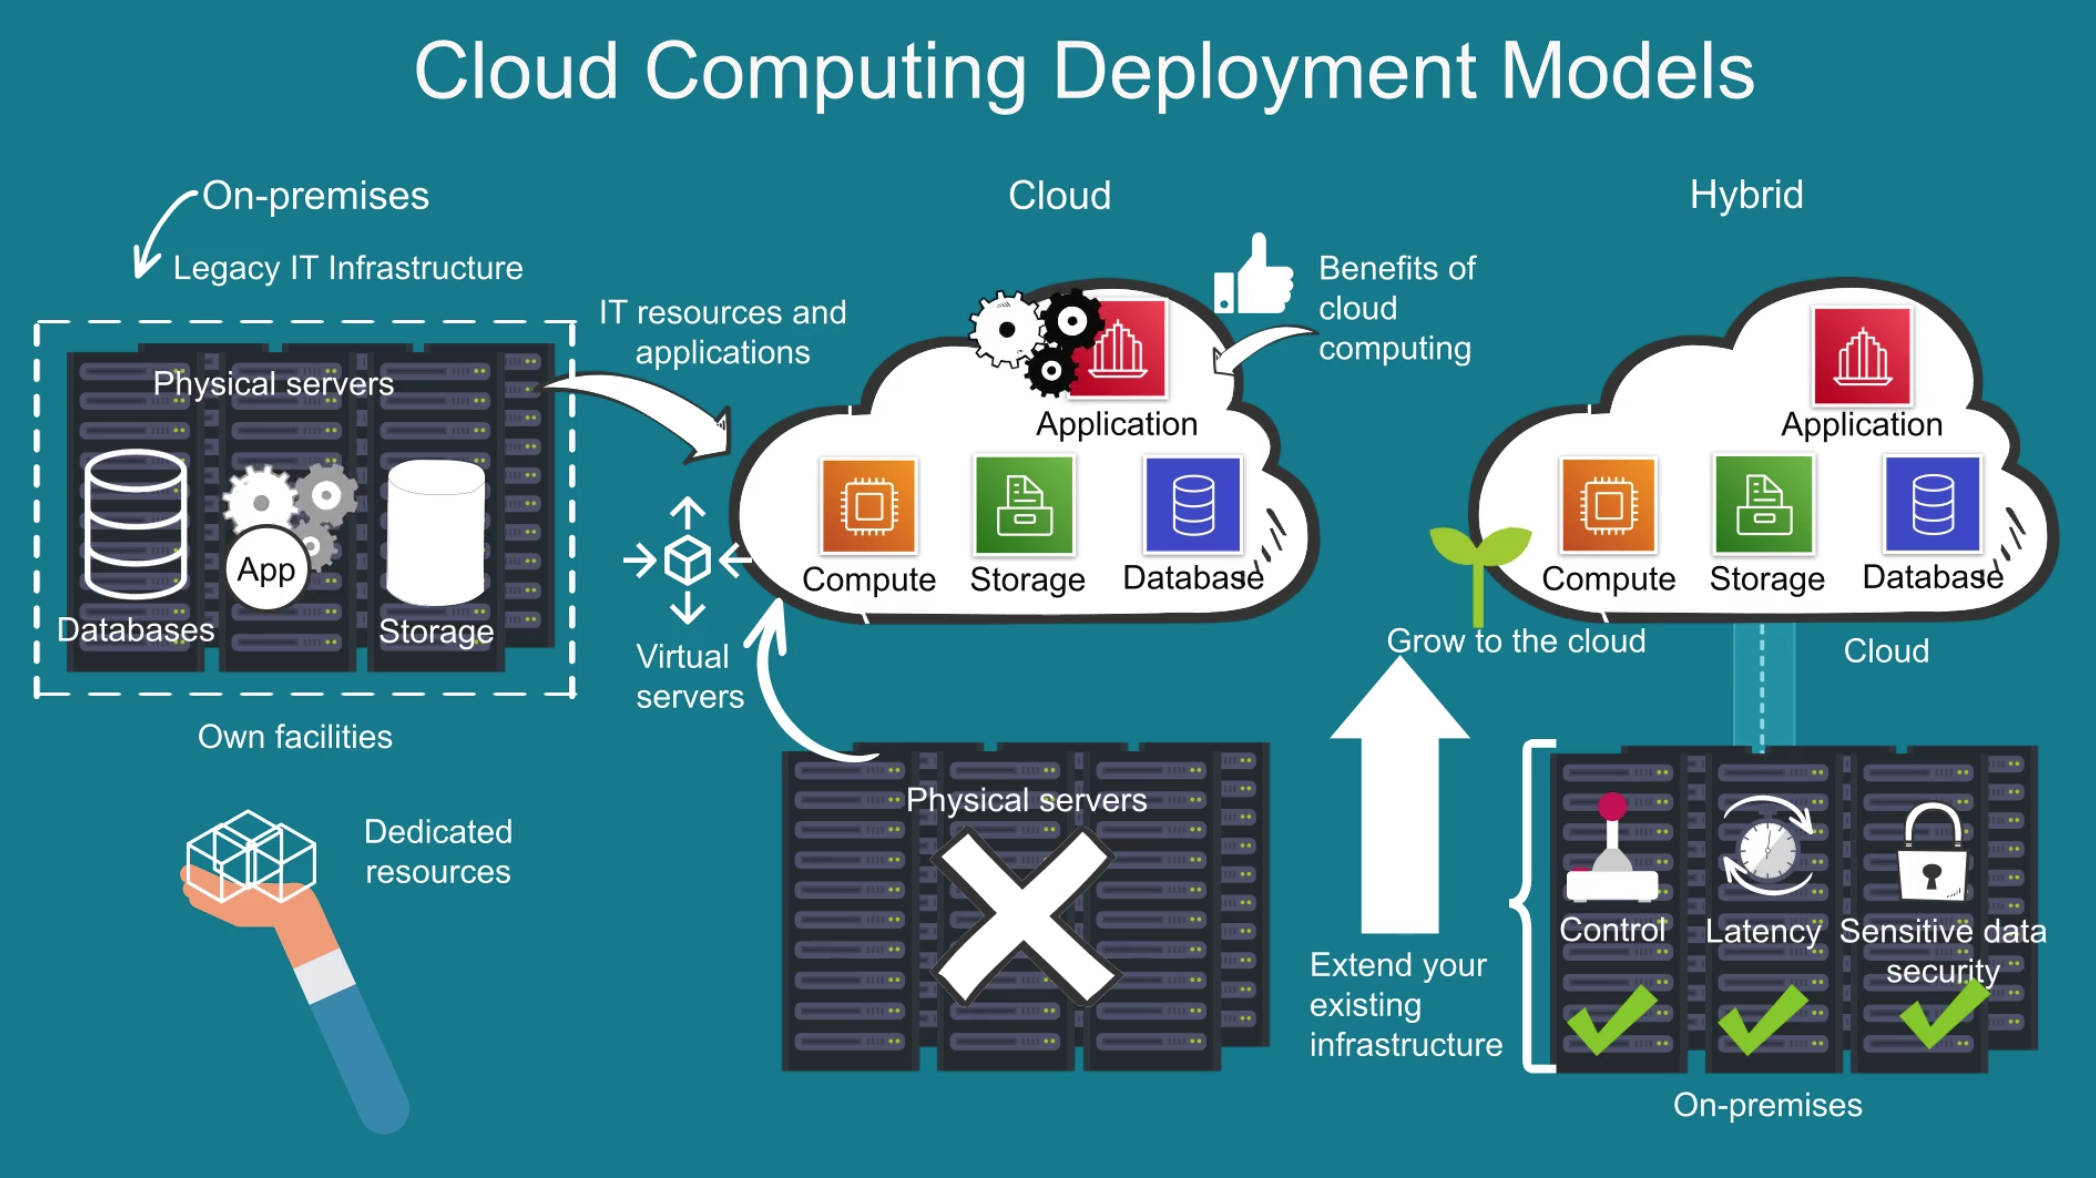 Cloud Computing Deployment Models
On-premises
Legacy IT Infrastructure
Physical servers
Databases
App
Storage
Own facilities
Dedicated
resources
IT resources and
applications
Cloud
Benefits of
cloud
computing
Application
Compute
Storage
Database
Virtual
servers
Physical servers
Hybrid
Application
Compute
Storage
Database
Grow to the cloud
Cloud
Extend your
existing
infrastructure
Control
Latency
Sensitive data
security
On-premises